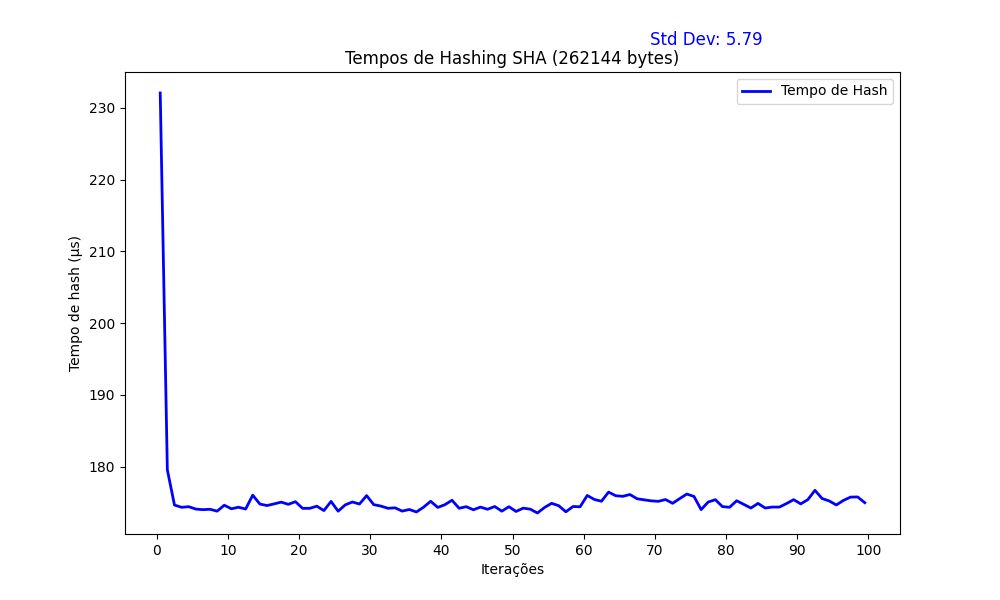 Std Dev: 5.79
Tempos de Hashing SHA (262144 bytes)
Tempo de Hash
Tempo de hash (µs)
230
220
210
200
190
180
0 10 20 30 40 50 60 70 80 90 100
Iterações